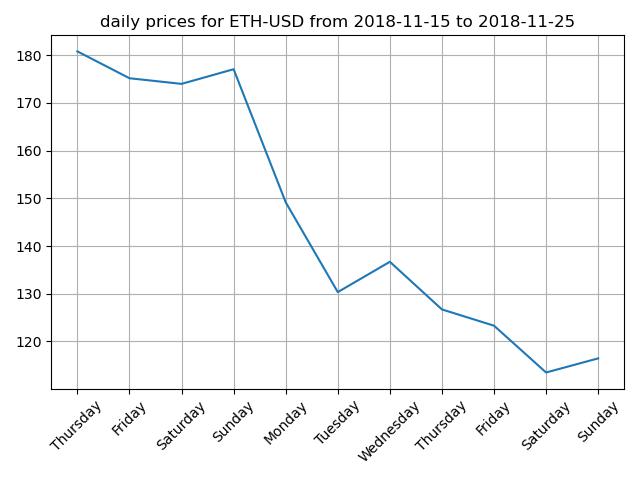 daily prices for ETH-USD from 2018-11-15 to 2018-11-25
180
170
160
150
140
130
120
Thursday
Friday
Saturday
Sunday
Monday
Tuesday
Wednesday
Thursday
Friday
Saturday
Sunday